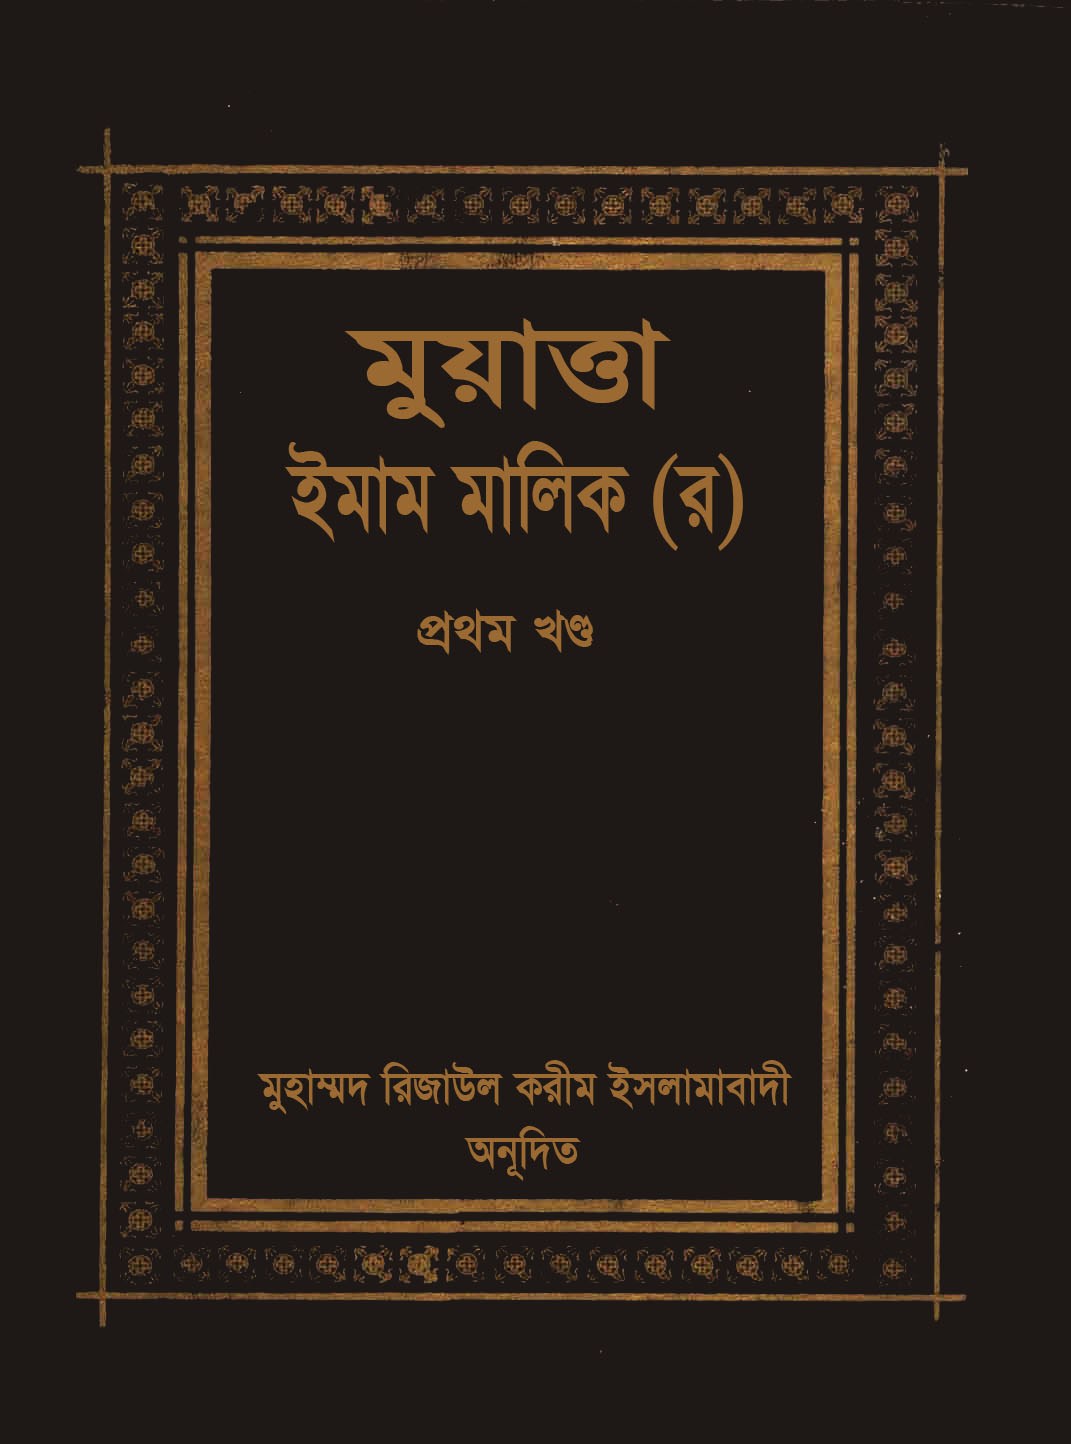 মুয়াত্তা
ইমাম মালিক (র)
প্রথম খণ্ড
মুহাম্মদ রিজাউল করীম ইসলামাবাদী
অনূদিত